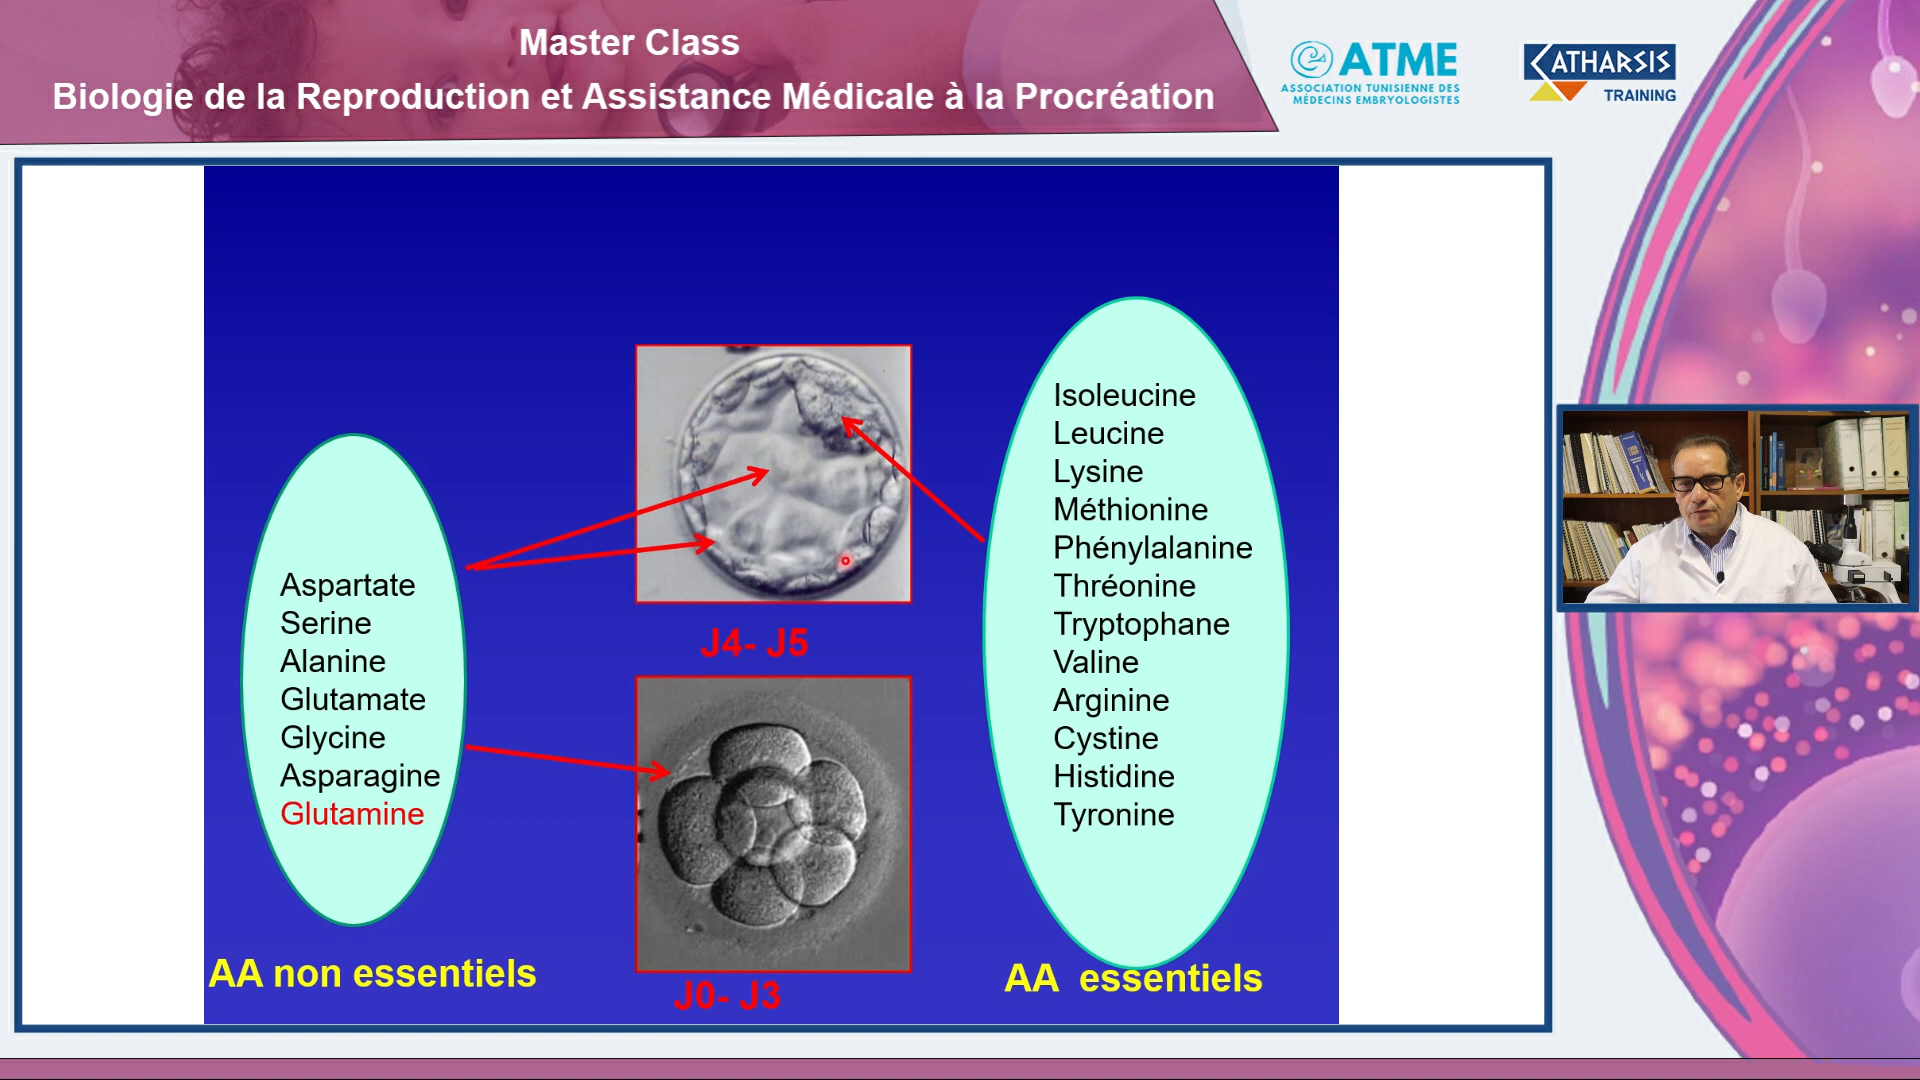 Master Class
Biologie de la Reproduction et Assistance Médicale à la Procréation
ATME
ASSOCIATION TUNISIENNE DES
MÉDECINS EMBRYOLOGISTES
CATHARSIS
TRAINING
Aspartate
Serine
Alanine
Glutamate
Glycine
Asparagine
Glutamine
AA non essentiels
J4- J5
J0- J3
Isoleucine
Leucine
Lysine
Méthionine
Phénylalanine
Thréonine
Tryptophane
Valine
Arginine
Cystine
Histidine
Tyronine
AA essentiels